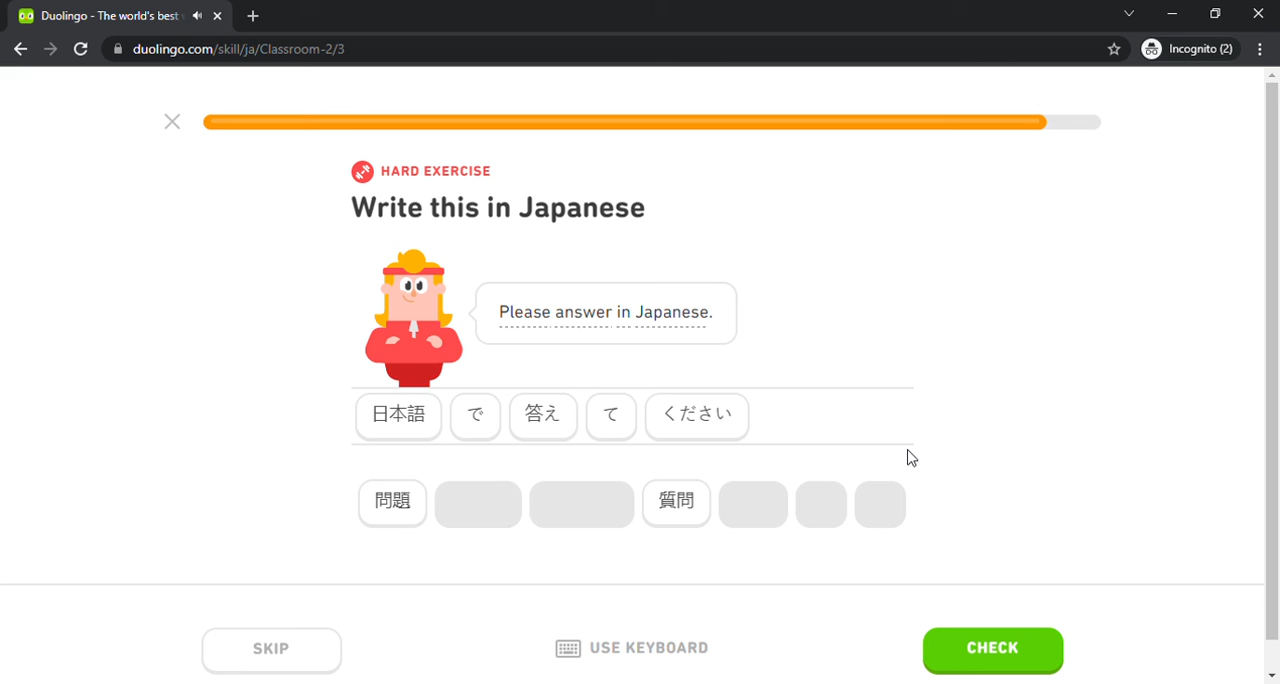 Duolingo - The world's best
duolingo.com/skill/ja/Classroom-2/3
Incognito (2)
HARD EXERCISE
Write this in Japanese
Please answer in Japanese.
日本語 で 答え て ください
問題 質問
SKIP USE KEYBOARD CHECK